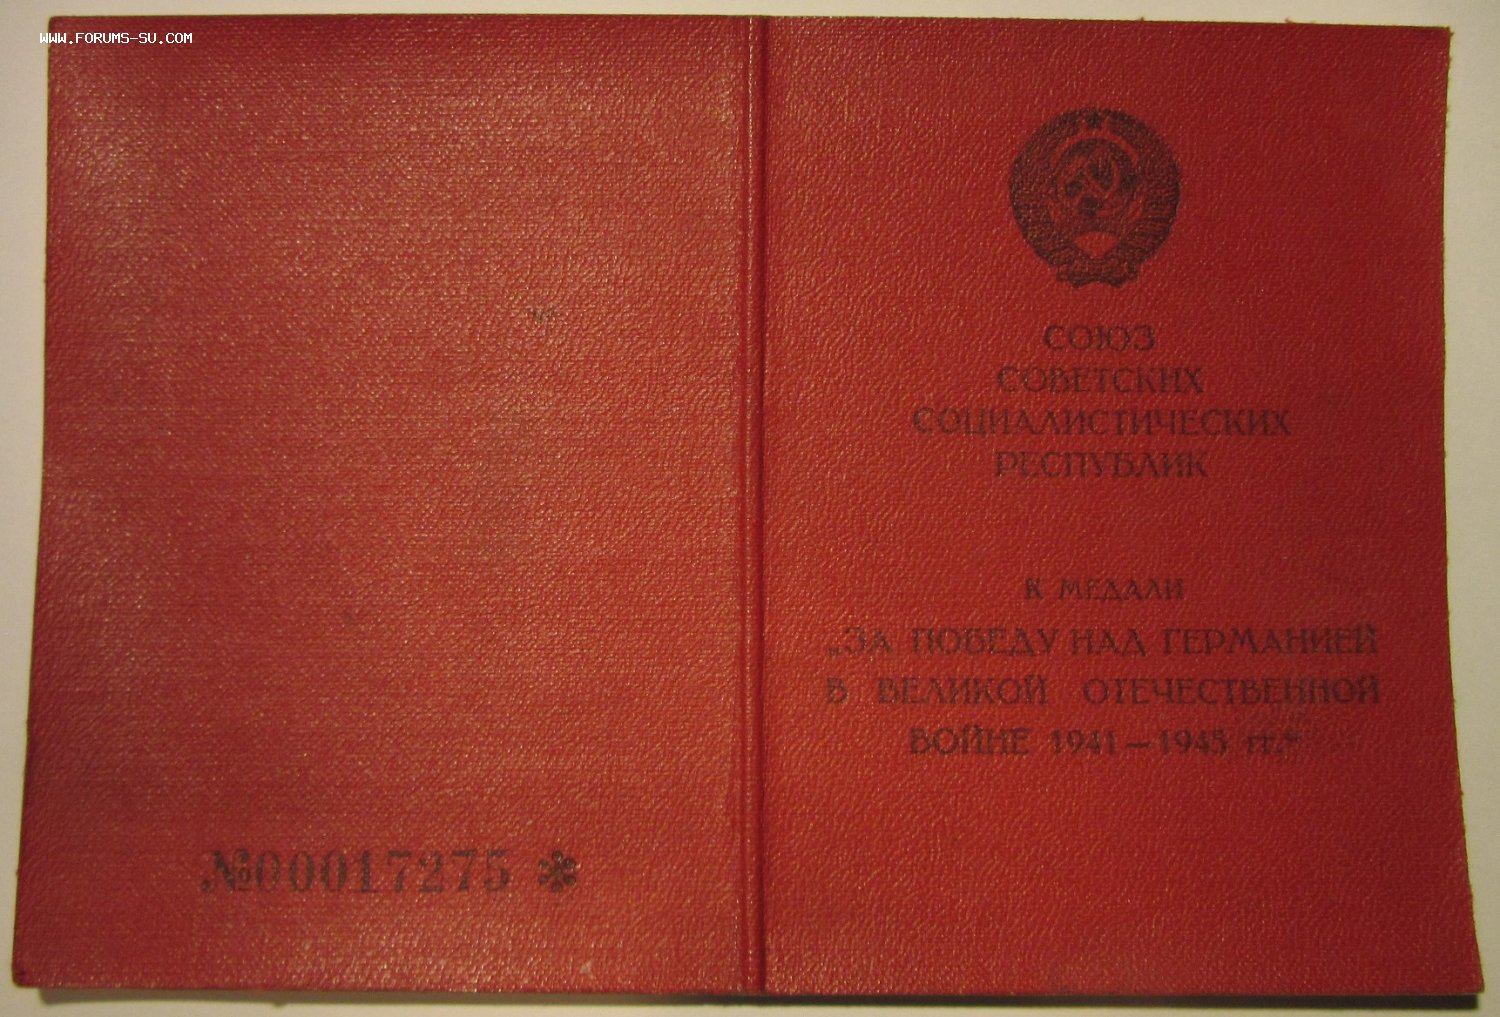 WWW.FORUMS-SU.COM
СОЮЗ
СОВЕТСКИХ
СОЦИАЛИСТИЧЕСКИХ
РЕСПУБЛИК
К МЕДАЛИ
„ЗА ПОБЕДУ НАД ГЕРМАНИЕЙ
В ВЕЛИКОЙ ОТЕЧЕСТВЕННОЙ
ВОЙНЕ 1941—1945 гг.“
№00017275 *